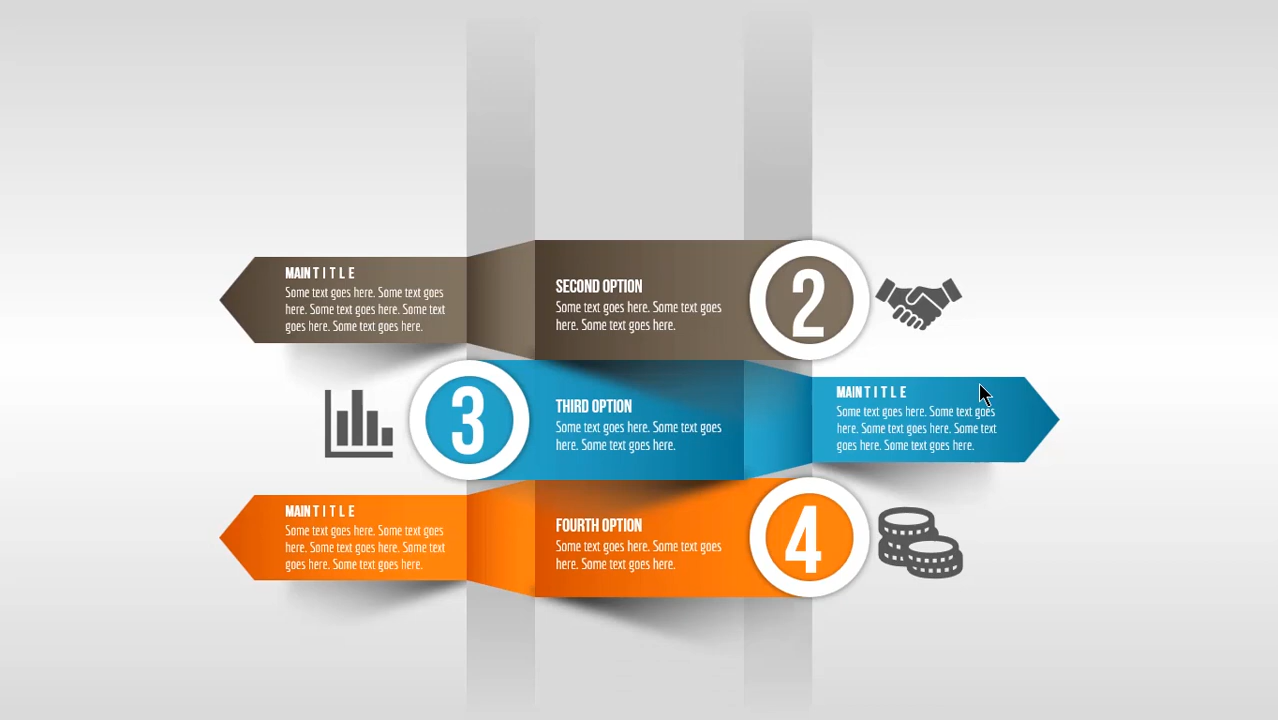 MAIN TITLE
Some text goes here. Some text goes
here. Some text goes here. Some text
goes here. Some text goes here.
SECOND OPTION
Some text goes here. Some text goes
here. Some text goes here.
2
3
THIRD OPTION
Some text goes here. Some text goes
here. Some text goes here.
MAIN TITLE
Some text goes here. Some text goes
here. Some text goes here. Some text
goes here. Some text goes here.
MAIN TITLE
Some text goes here. Some text goes
here. Some text goes here. Some text
goes here. Some text goes here.
FOURTH OPTION
Some text goes here. Some text goes
here. Some text goes here.
4